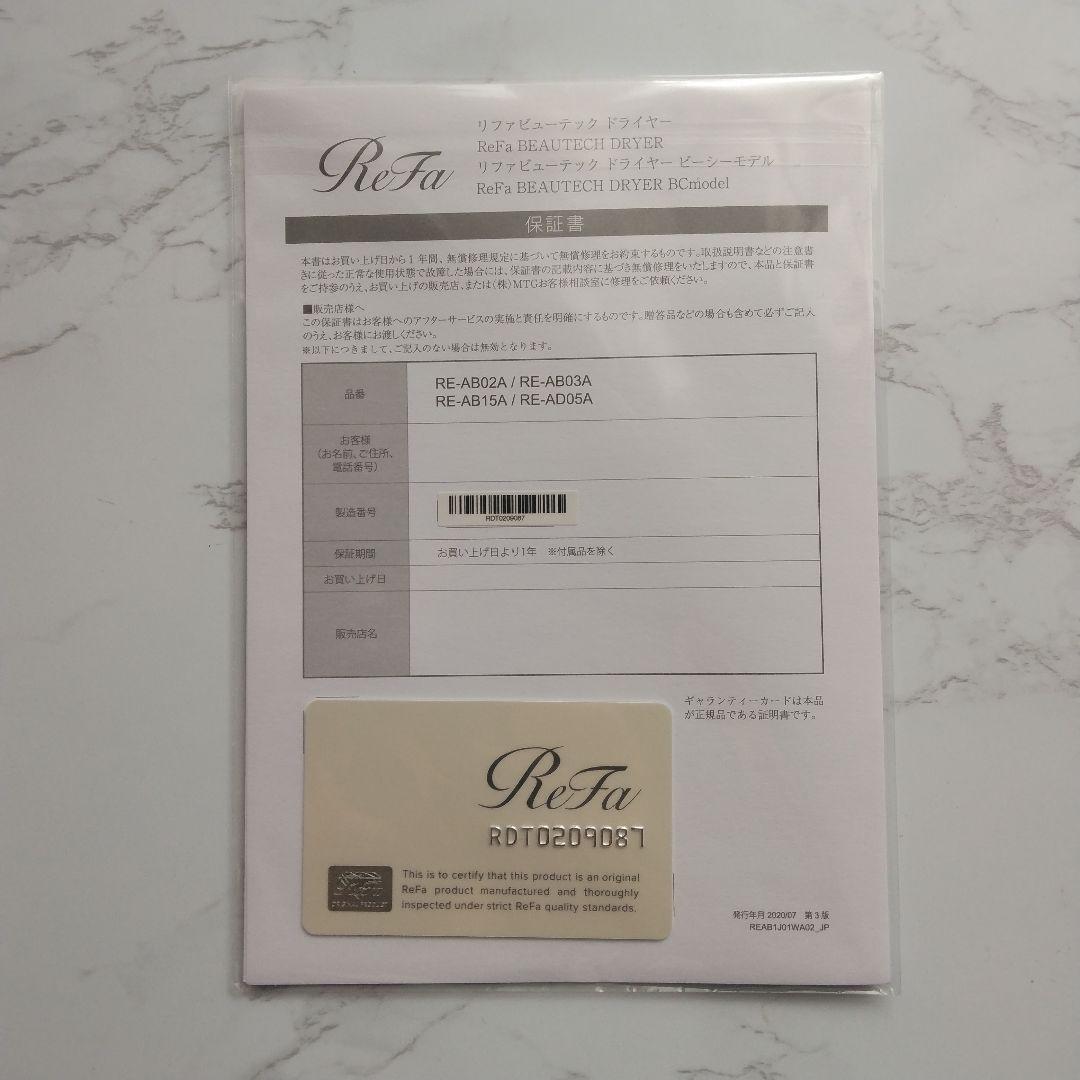 ReFa
リファビューテック ドライヤー
ReFa BEAUTECH DRYER
リファビューテック ドライヤー ビーシーモデル
ReFa BEAUTECH DRYER BCmodel
保証書
本書はお買い上げ日から1年間、無償修理規定に基づいて無償修理をお約束するものです。取扱説明書などの注意書
きに従った正常な使用状態で故障した場合には、保証書の記載内容に基づき無償修理をいたしますので、本品と保証書
をご持参のうえ、お買い上げの販売店、または(株)MTGお客様相談室に修理をご依頼ください。
■販売店様へ
この保証書はお客様へのアフターサービスの実施と責任を明確にするものです。贈答品などの場合も含めて必ずご記入
のうえ、お客様にお渡しください。
※以下につきまして、ご記入のない場合は無効となります。
品番
RE-AB02A / RE-AB03A
RE-AB15A / RE-AD05A
お客様
(お名前、ご住所、
電話番号)
製造番号
RDT0209087
保証期間
お買い上げ日より1年 ※付属品を除く
お買い上げ日
販売店名
ギャランティーカードは本品
が正規品である証明書です。
ReFa
RDT0209087
This is to certify that this product is an original
ReFa product manufactured and thoroughly
inspected under strict ReFa quality standards.
ORIGINAL PRODUCT
発行年月 2020/07 第3版
REAB1J01WA02_JP